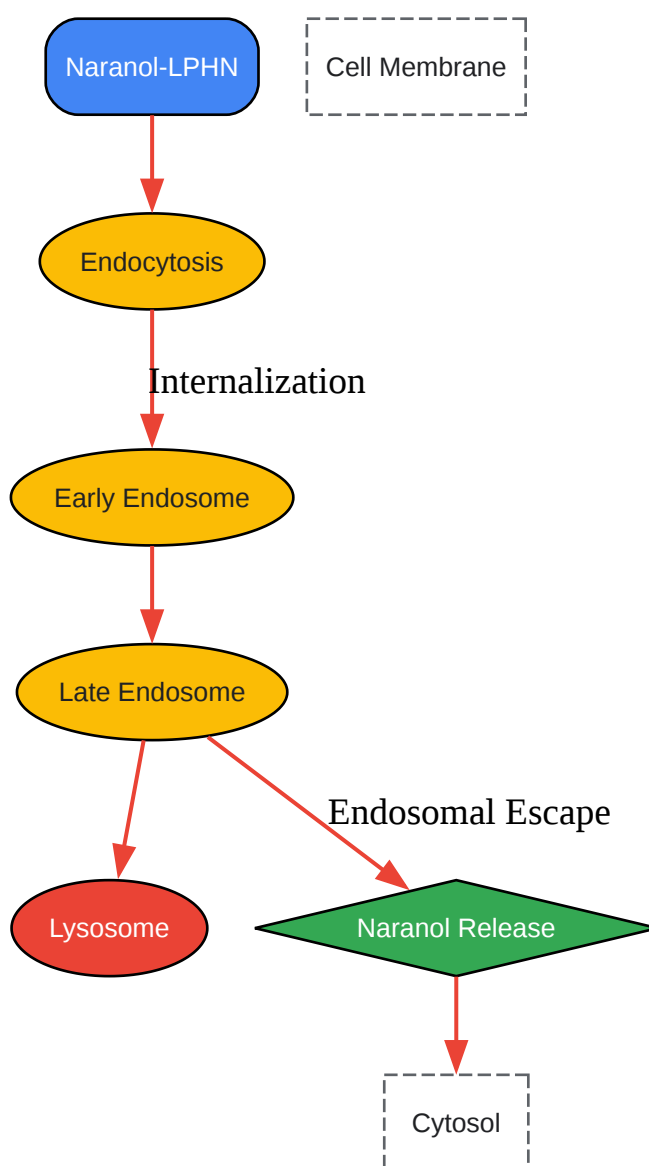 Naranol-LPHN
Cell Membrane
Endocytosis
Internalization
Early Endosome
Late Endosome
Endosomal Escape
Lysosome
Naranol Release
Cytosol